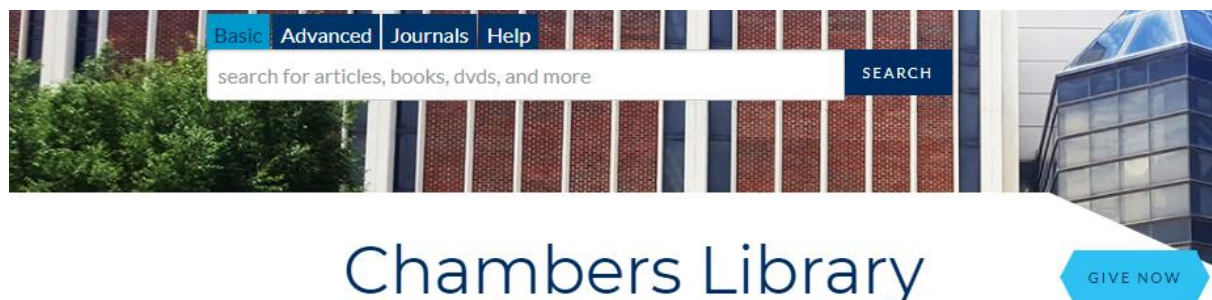 Basic Advanced Journals Help
search for articles, books, dvds, and more SEARCH
Chambers Library
GIVE NOW